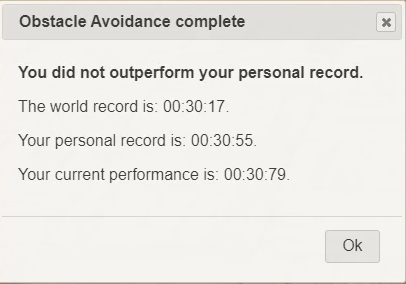 Obstacle Avoidance complete
You did not outperform your personal record.
The world record is: 00:30:17.
Your personal record is: 00:30:55.
Your current performance is: 00:30:79.
Ok